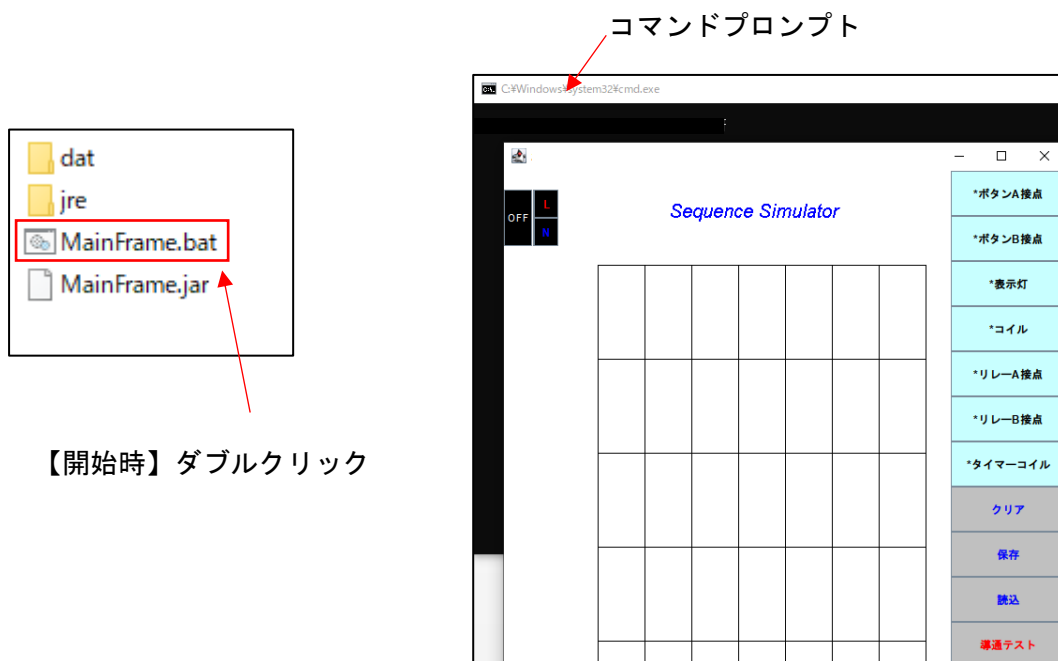 コマンドプロンプト
C:¥Windows¥system32¥cmd.exe
dat
jre
MainFrame.bat
MainFrame.jar
【開始時】ダブルクリック
OFF
L
N
Sequence Simulator
*ボタンA接点
*ボタンB接点
*表示灯
*コイル
*リレーA接点
*リレーB接点
*タイマーコイル
クリア
保存
読込
導通テスト